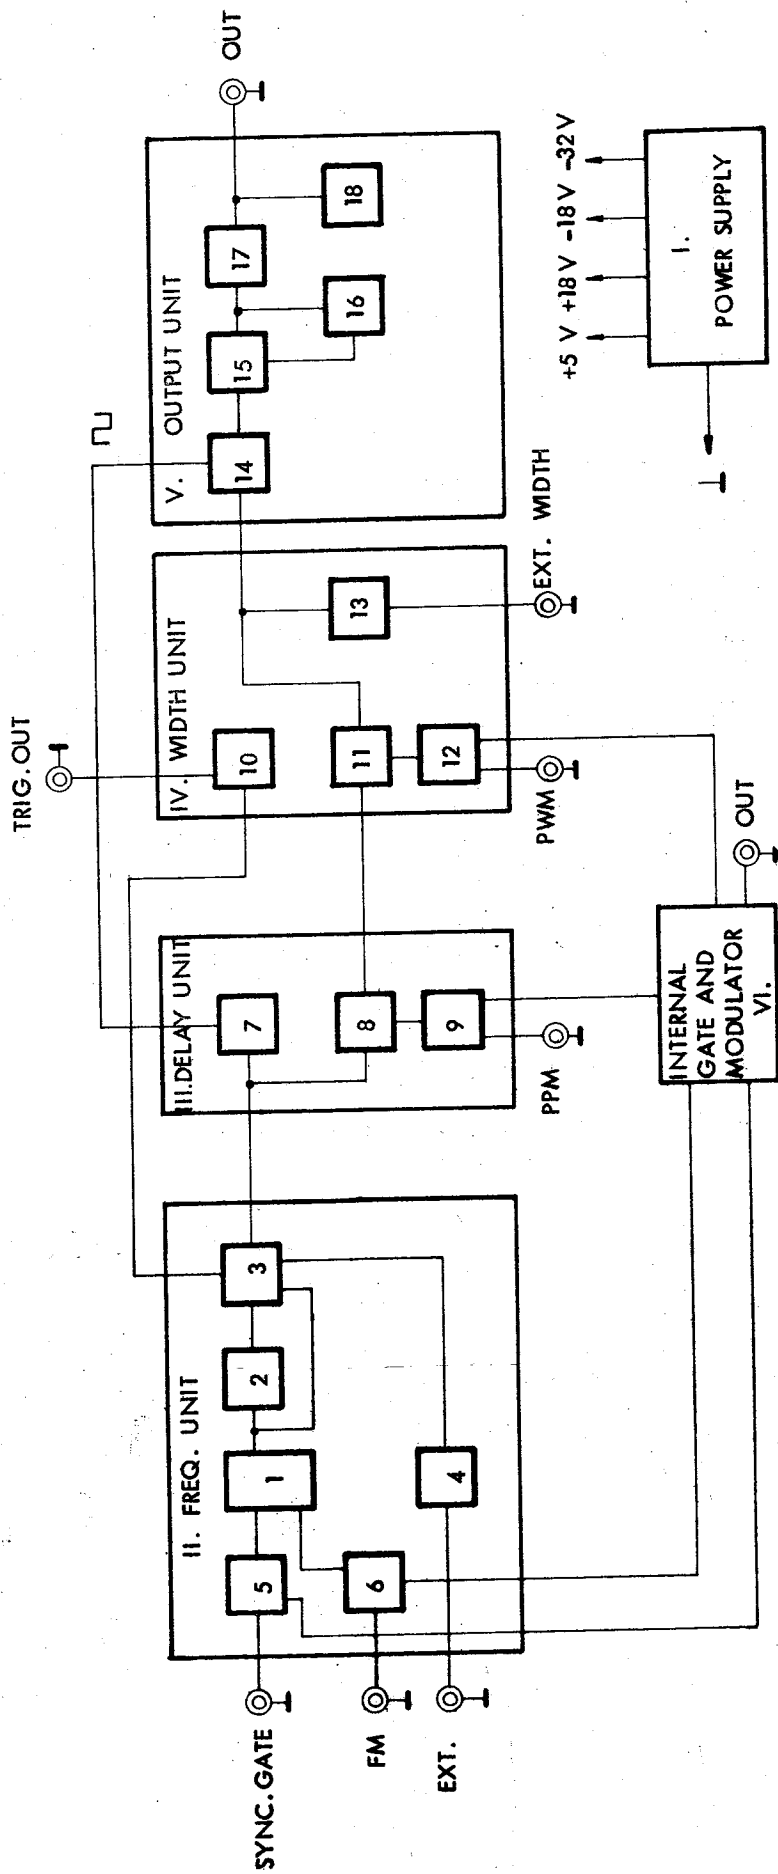 TRIG. OUT
II. FREQ. UNIT
III. DELAY UNIT
IV. WIDTH UNIT
V. OUTPUT UNIT
OUT
SYNC. GATE
5
1
2
3
7
10
14
15
17
FM
6
8
11
13
16
18
EXT.
4
9
12
PPM
PWM
EXT. WIDTH
+5 V +18 V -18 V -32 V
INTERNAL
GATE AND
MODULATOR
VI.
OUT
I.
POWER SUPPLY